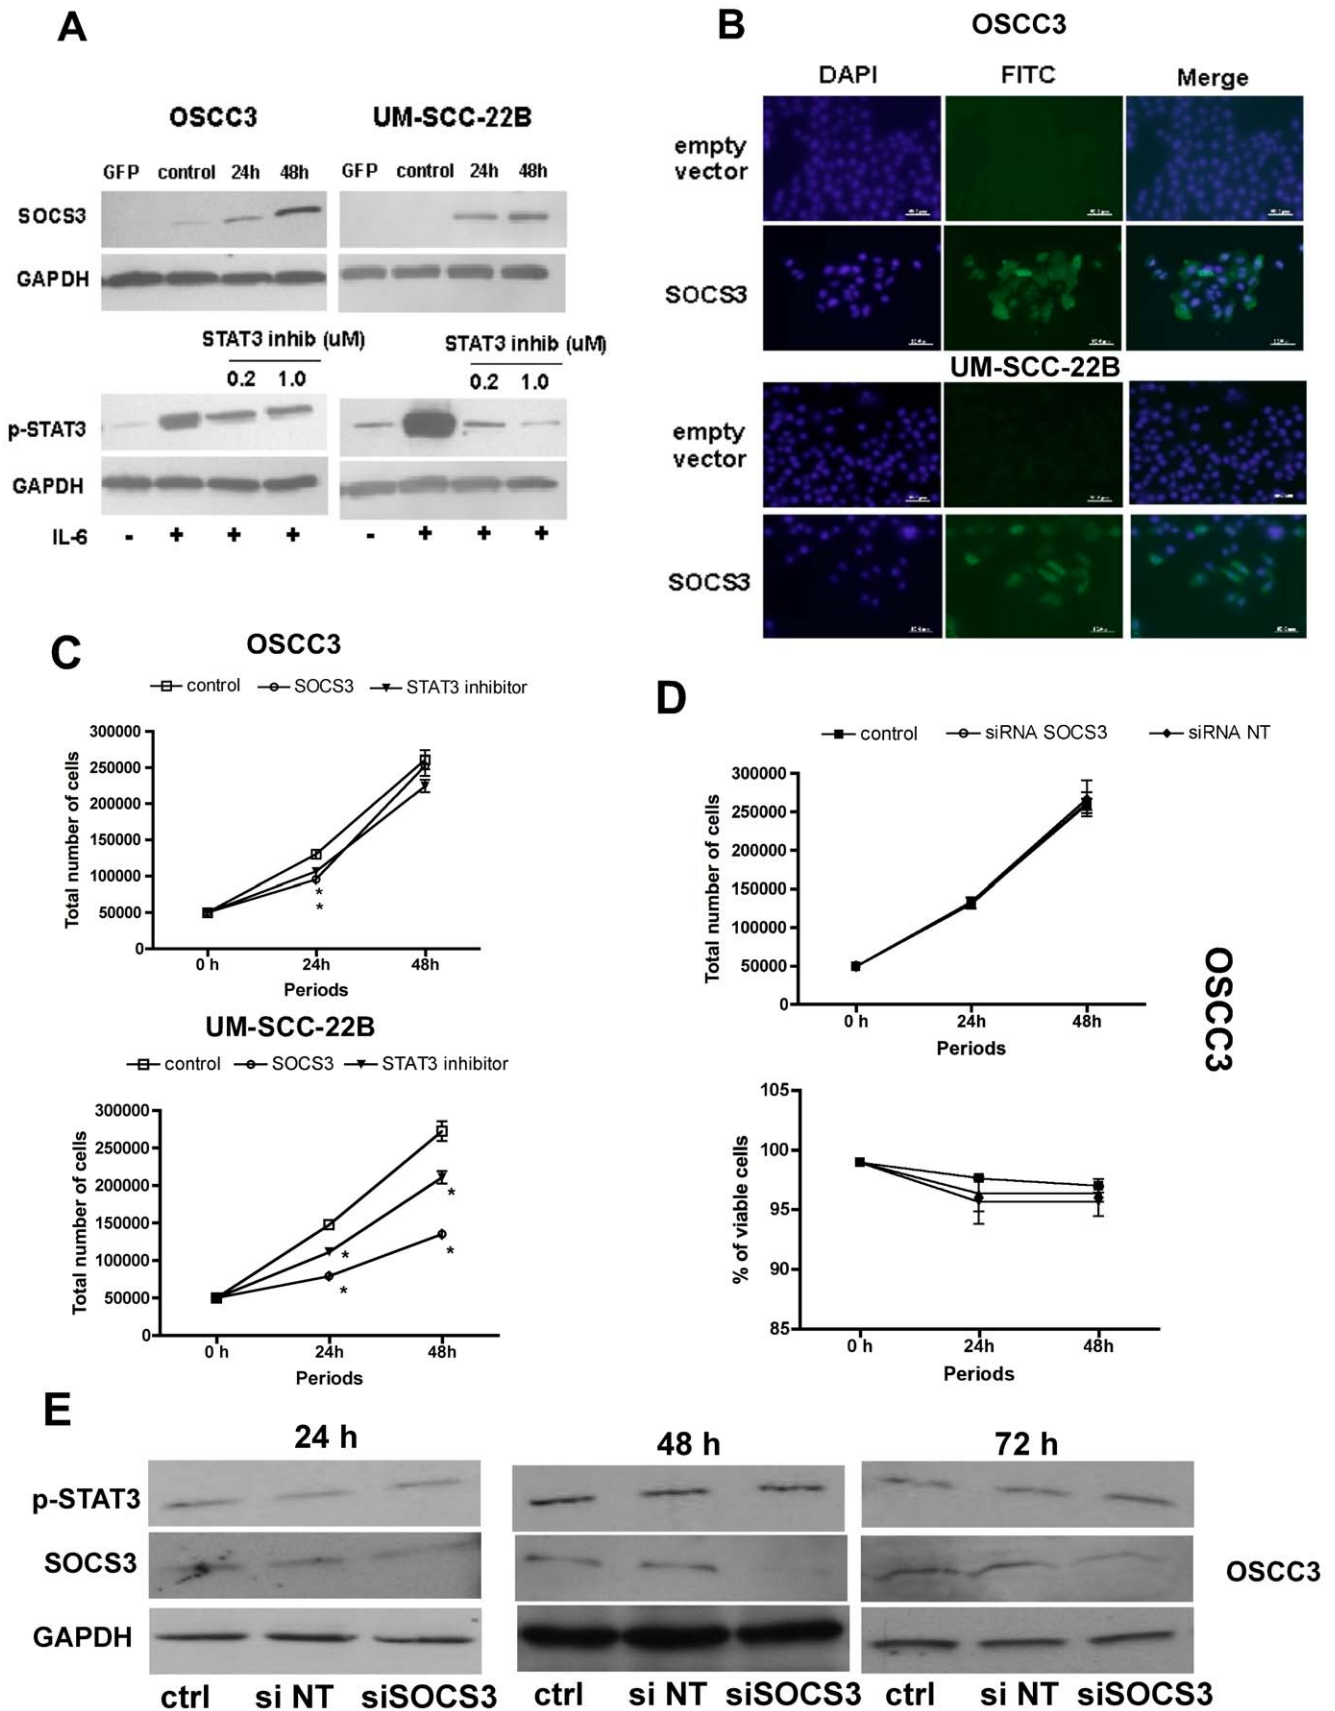 A
OSCC3 UM-SCC-22B
GFP control 24h 48h GFP control 24h 48h
SOCS3
GAPDH
STAT3 inhib (uM) STAT3 inhib (uM)
0.2 1.0 0.2 1.0
p-STAT3
GAPDH
IL-6 - + + + - + + +
B
OSCC3
DAPI FITC Merge
empty
vector
SOCS3
UM-SCC-22B
empty
vector
SOCS3
C
OSCC3
control SOCS3 STAT3 inhibitor
Total number of cells
300000
250000
200000
150000
100000
50000
0
*
*
0 h 24h 48h
Periods
UM-SCC-22B
control SOCS3 STAT3 inhibitor
Total number of cells
300000
250000
200000
150000
100000
50000
0
*
*
*
*
0 h 24h 48h
Periods
D
control siRNA SOCS3 siRNA NT
Total number of cells
300000
250000
200000
150000
100000
50000
0
0 h 24h 48h
Periods
OSCC3
% of viable cells
105
100
95
90
85
0 h 24h 48h
Periods
E
24 h 48 h 72 h
p-STAT3
SOCS3
GAPDH
OSCC3
ctrl si NT siSOCS3 ctrl si NT siSOCS3 ctrl si NT siSOCS3